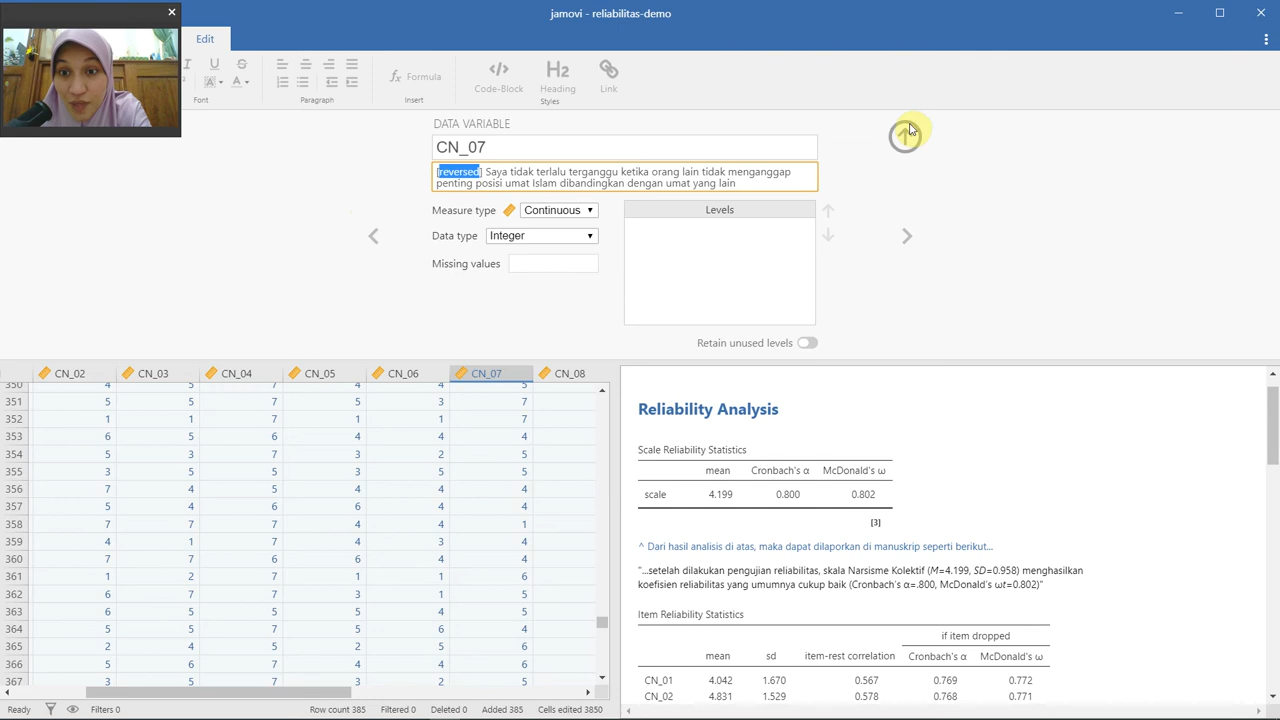 jamovi - reliabilitas-demo
Edit
Font
Paragraph
Formula
Insert
Code-Block
H2
Heading
Link
Styles
DATA VARIABLE
CN_07
[reversed] Saya tidak terlalu terganggu ketika orang lain tidak menganggap
penting posisi umat Islam dibandingkan dengan umat yang lain
Measure type Continuous
Data type Integer
Missing values
Levels
Retain unused levels
CN_02 CN_03 CN_04 CN_05 CN_06 CN_07 CN_08
350 4 5 7 4 4 5
351 5 5 7 5 3 7
352 1 1 7 1 1 7
353 6 5 6 4 4 4
354 5 3 7 3 2 5
355 3 5 5 3 5 5
356 7 4 5 4 4 4
357 5 4 6 6 4 4
358 7 7 7 4 4 1
359 4 1 7 4 3 4
360 7 7 6 4 4 4
361 1 2 7 1 1 6
362 6 7 7 3 1 5
363 6 5 6 5 4 4
364 5 5 7 5 6 4
365 2 4 5 2 5 6
366 5 6 7 4 4 6
367 3 5 7 3 2 5
Reliability Analysis
Scale Reliability Statistics
mean Cronbach's α McDonald's ω
scale 4.199 0.800 0.802
[3]
^ Dari hasil analisis di atas, maka dapat dilaporkan di manuskrip seperti berikut...
"...setelah dilakukan pengujian reliabilitas, skala Narsisme Kolektif (M=4.199, SD=0.958) menghasilkan
koefisien reliabilitas yang umumnya cukup baik (Cronbach's α=.800, McDonald's ωt=0.802)"
Item Reliability Statistics
if item dropped
mean sd item-rest correlation Cronbach's α McDonald's ω
CN_01 4.042 1.670 0.567 0.769 0.772
CN_02 4.831 1.529 0.578 0.768 0.771
Ready Filters 0 Row count 385 Filtered 0 Deleted 0 Added 385 Cells edited 3850